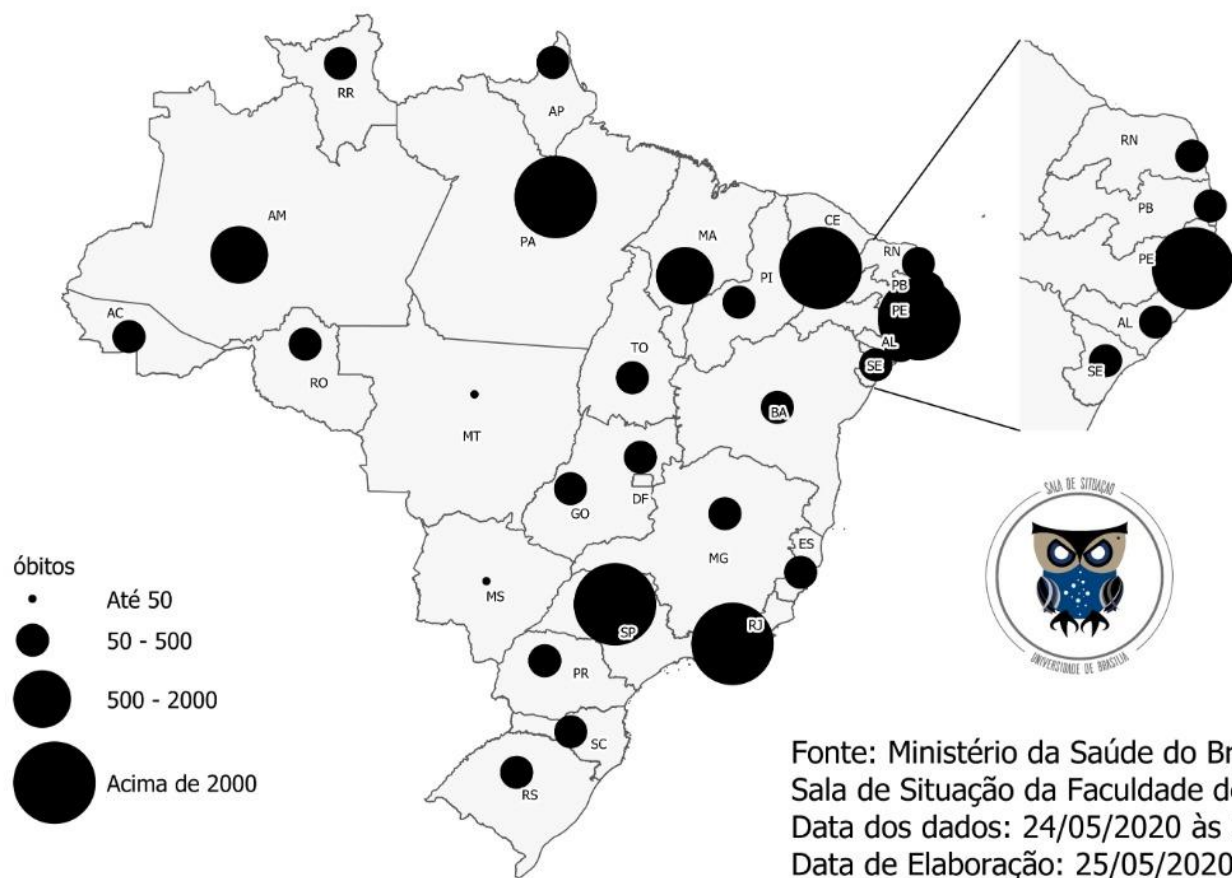 RR
AP
AM
PA
MA
CE
RN
PI
PB
PE
AC
TO
AL
SE
RO
BA
MT
DF
GO
MG
ES
MS
SP
RJ
PR
SC
RS
RN
PB
PE
AL
SE
SALA DE SITUAÇÃO
UNIVERSIDADE DE BRASÍLIA
óbitos
Até 50
50 - 500
500 - 2000
Acima de 2000
Fonte: Ministério da Saúde do Br
Sala de Situação da Faculdade d
Data dos dados: 24/05/2020 às
Data de Elaboração: 25/05/2020